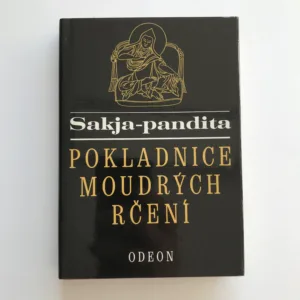 Sakja-pandita
POKLADNICE
MOUDRÝCH
RČENÍ
ODEON